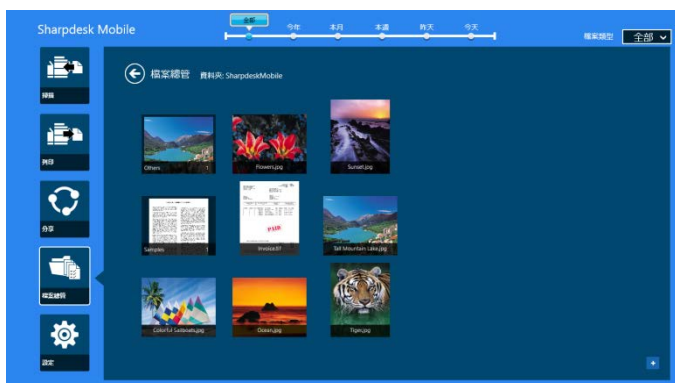 Sharpdesk Mobile
全部 今年 本月 本週 昨天 今天
檔案類型 全部
掃描
列印
分享
檔案總管
設定
檔案總管 資料夾: SharpdeskMobile
Others 1
Flowers.jpg
Sunset.jpg
Samples 1
Invoice.tif
Tall Mountain Lake.jpg
Colorful Sailboats.jpg
Ocean.jpg
Tiger.jpg